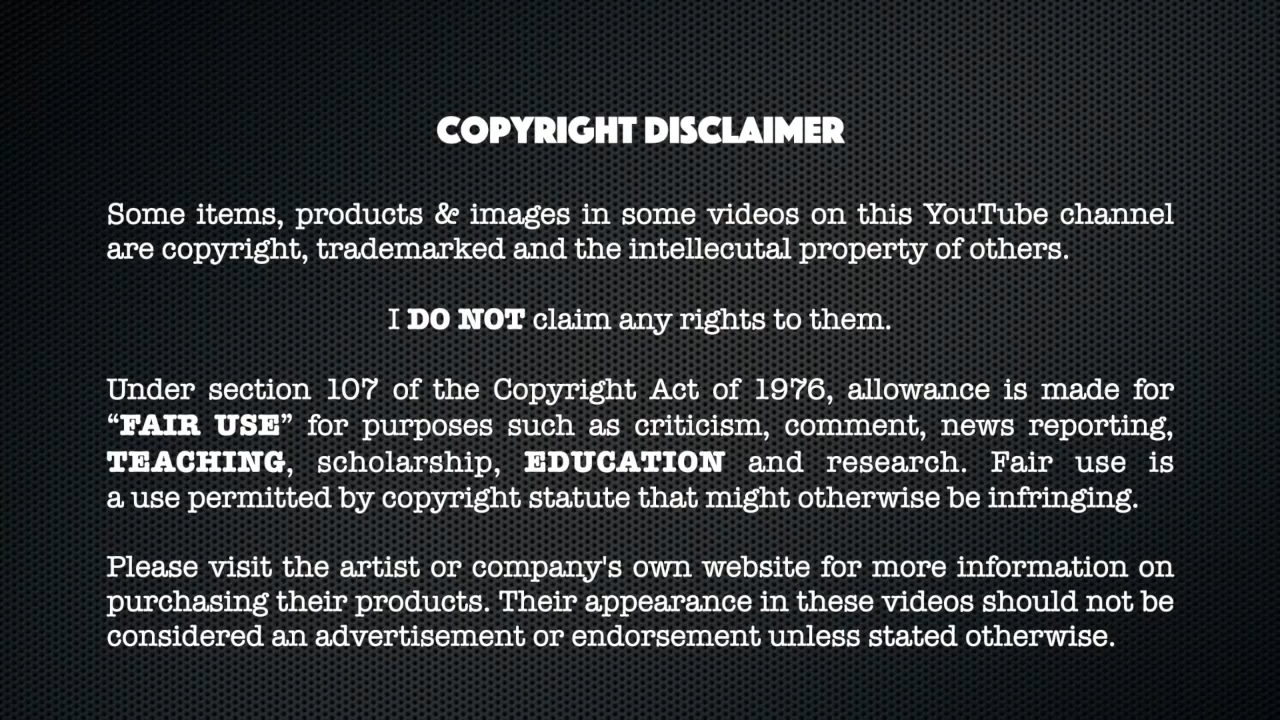 COPYRIGHT DISCLAIMER
Some items, products & images in some videos on this YouTube channel
are copyright, trademarked and the intellecutal property of others.
I DO NOT claim any rights to them.
Under section 107 of the Copyright Act of 1976, allowance is made for
“FAIR USE” for purposes such as criticism, comment, news reporting,
TEACHING, scholarship, EDUCATION and research. Fair use is
a use permitted by copyright statute that might otherwise be infringing.
Please visit the artist or company's own website for more information on
purchasing their products. Their appearance in these videos should not be
considered an advertisement or endorsement unless stated otherwise.